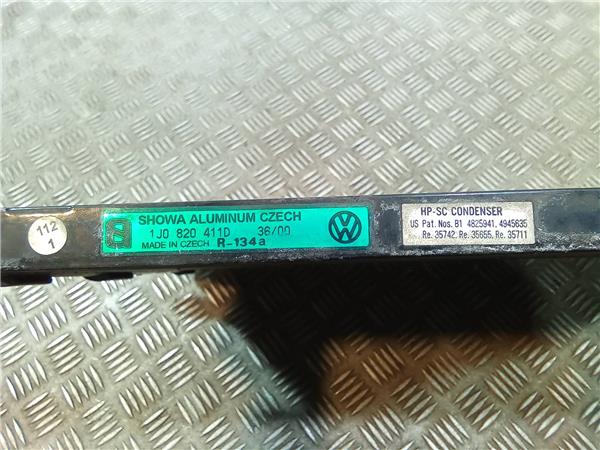 112
1
SHOWA ALUMINUM CZECH
1J0 820 411D 36/00
MADE IN CZECH R-134a
HP-SC CONDENSER
US Pat. Nos. B1 4825941, 4945635
Re. 35742, Re. 35655, Re. 35711